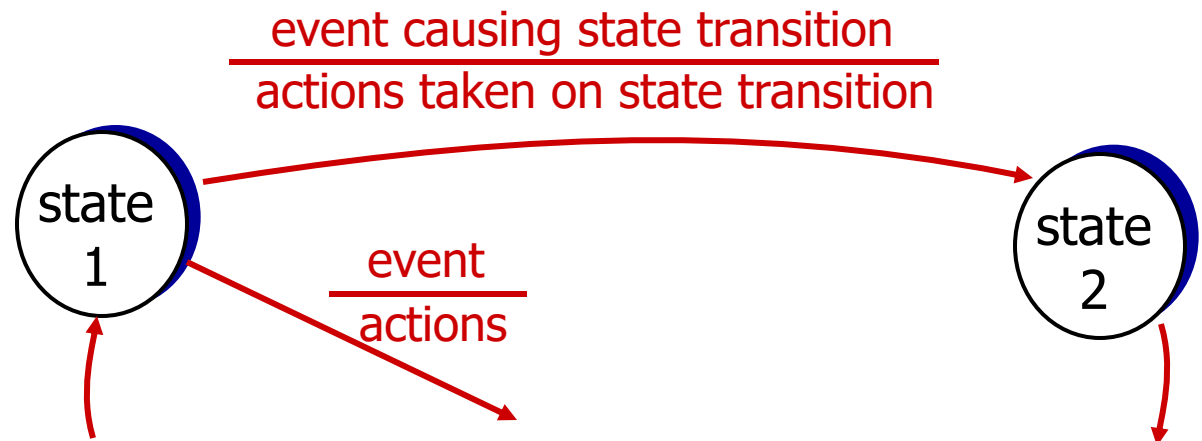 event causing state transition
actions taken on state transition
state
1
state
2
event
actions